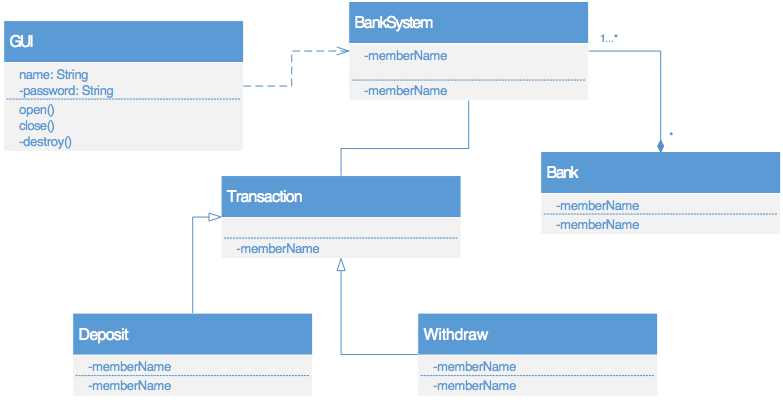 GUI
name: String
-password: String
open()
close()
-destroy()
BankSystem
-memberName
-memberName
1...*
*
Bank
-memberName
-memberName
Transaction
-memberName
Deposit
-memberName
-memberName
Withdraw
-memberName
-memberName